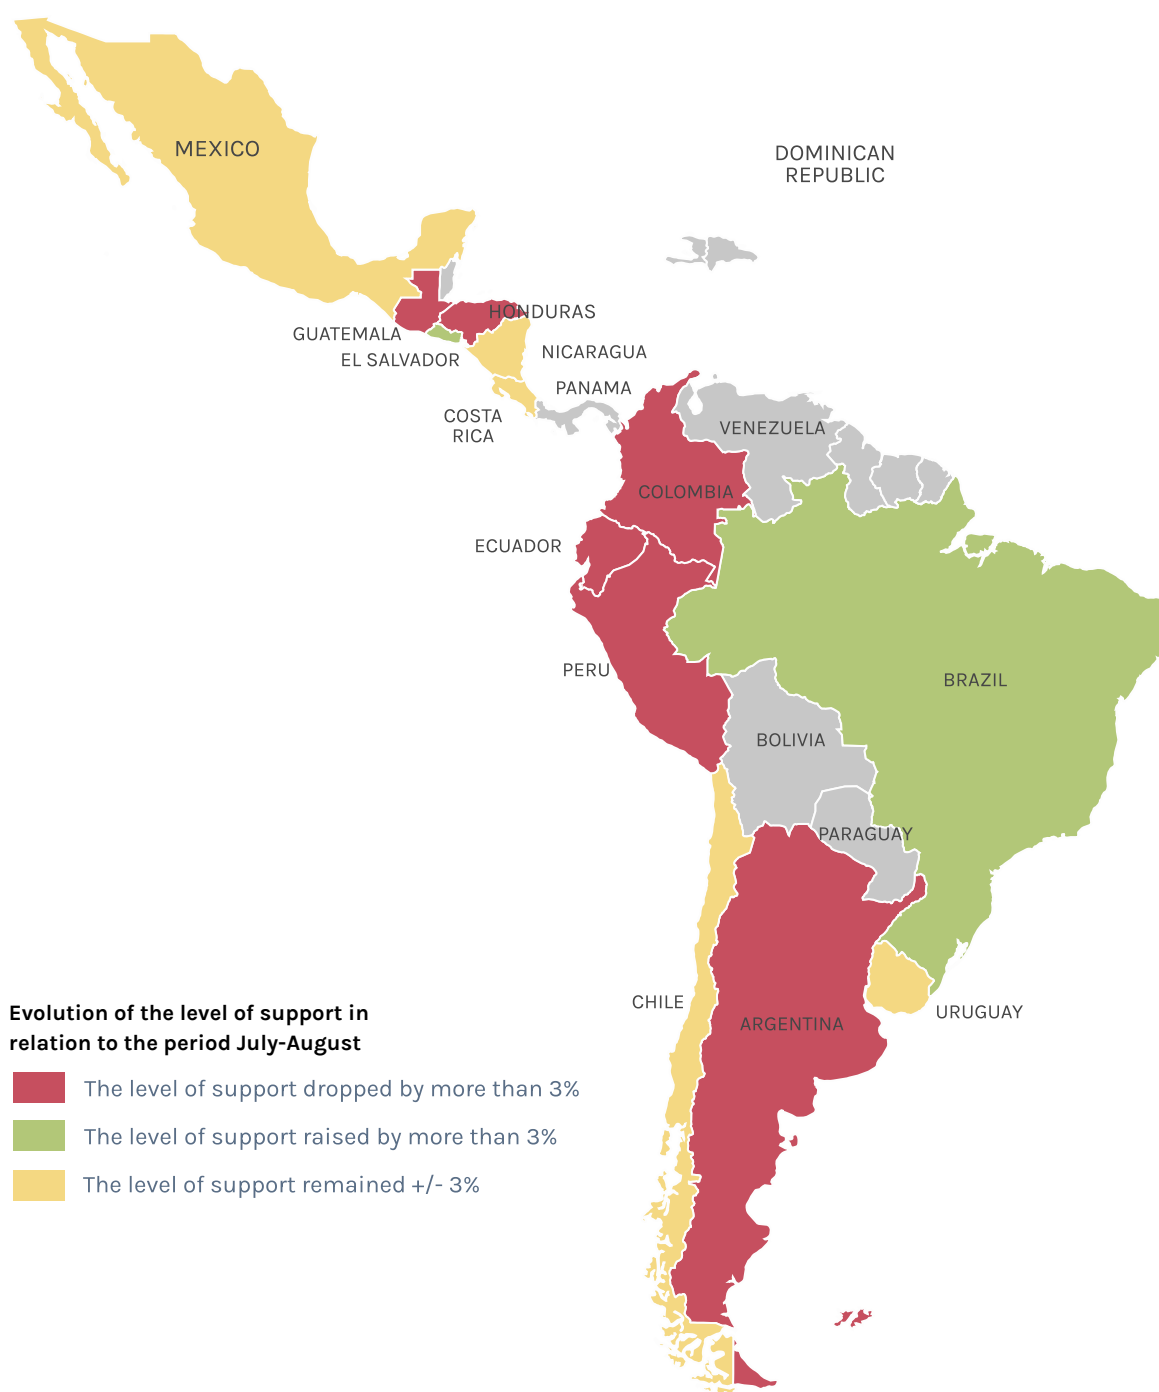 MEXICO
DOMINICAN
REPUBLIC
HONDURAS
GUATEMALA
EL SALVADOR
NICARAGUA
PANAMA
COSTA
RICA
VENEZUELA
COLOMBIA
ECUADOR
PERU
BRAZIL
BOLIVIA
PARAGUAY
CHILE
URUGUAY
ARGENTINA
Evolution of the level of support in
relation to the period July-August
The level of support dropped by more than 3%
The level of support raised by more than 3%
The level of support remained +/- 3%